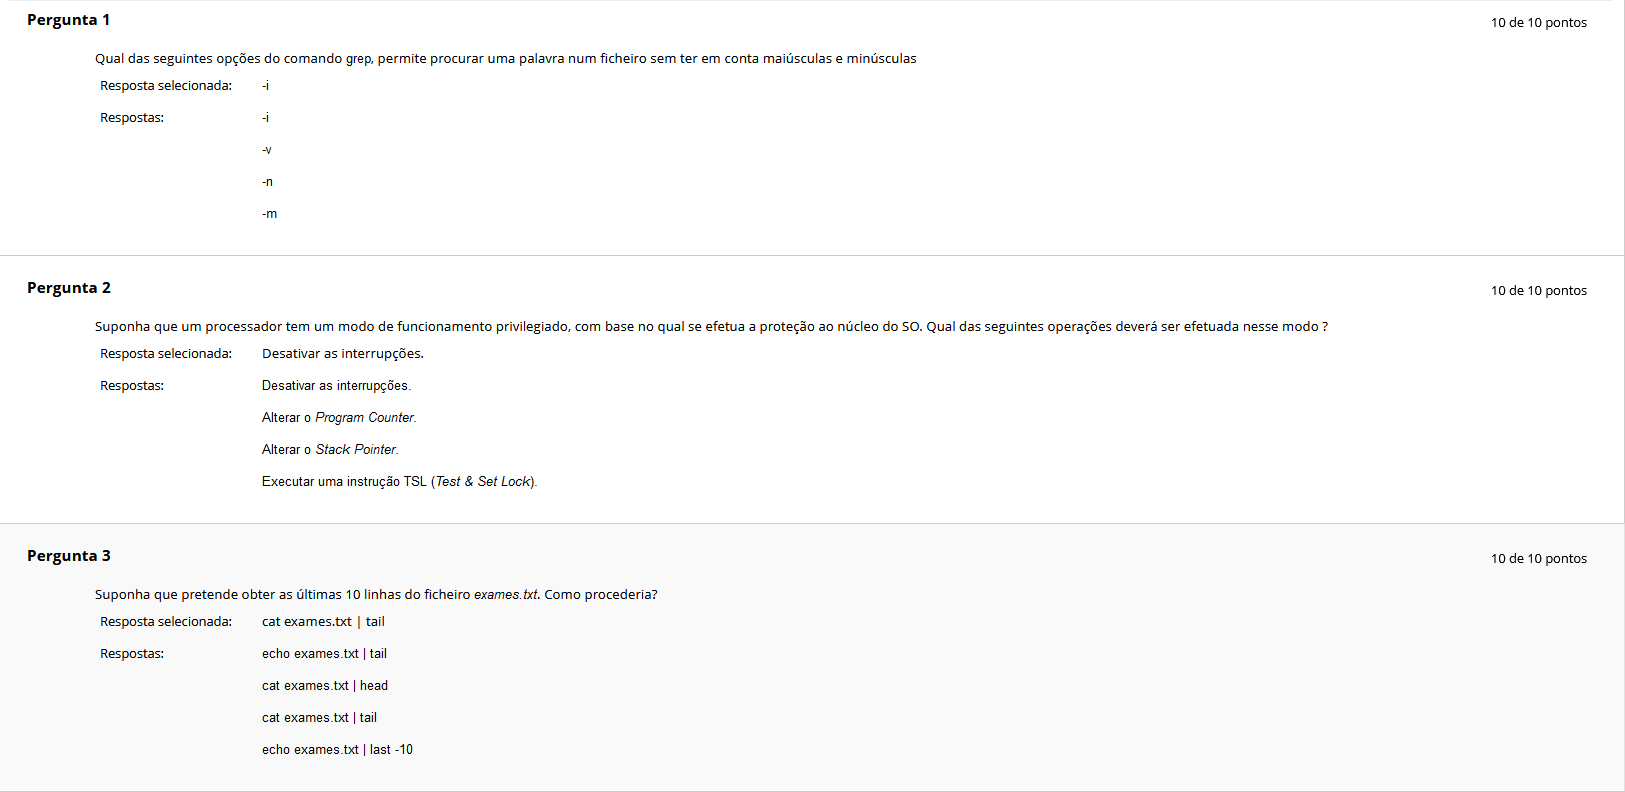 Pergunta 1
10 de 10 pontos
Qual das seguintes opções do comando grep, permite procurar uma palavra num ficheiro sem ter em conta maiúsculas e minúsculas
Resposta selecionada: -i
Respostas: -i
-v
-n
-m
Pergunta 2
10 de 10 pontos
Suponha que um processador tem um modo de funcionamento privilegiado, com base no qual se efetua a proteção ao núcleo do SO. Qual das seguintes operações deverá ser efetuada nesse modo ?
Resposta selecionada: Desativar as interrupções.
Respostas: Desativar as interrupções.
Alterar o Program Counter.
Alterar o Stack Pointer.
Executar uma instrução TSL (Test & Set Lock).
Pergunta 3
10 de 10 pontos
Suponha que pretende obter as últimas 10 linhas do ficheiro exames.txt. Como procederia?
Resposta selecionada: cat exames.txt | tail
Respostas: echo exames.txt | tail
cat exames.txt | head
cat exames.txt | tail
echo exames.txt | last -10